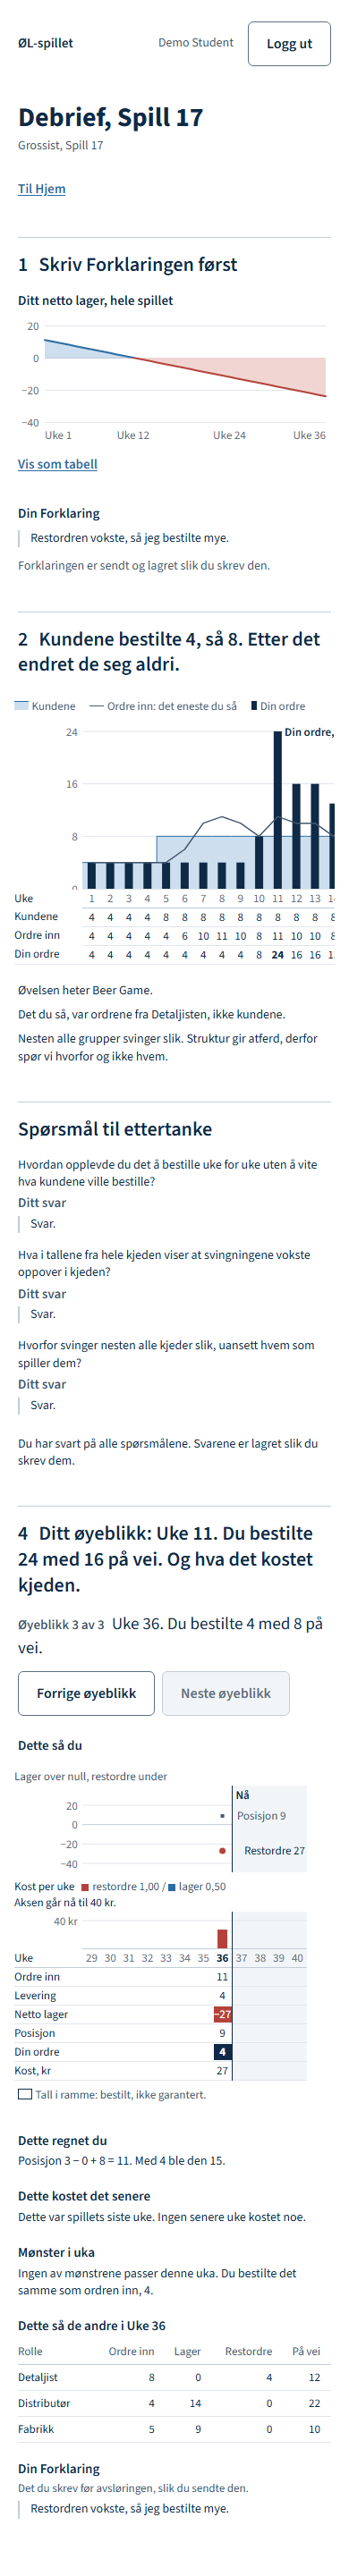 ØL-spillet Demo Student Logg ut
Debrief, Spill 17
Grossist, Spill 17
Til Hjem
1 Skriv Forklaringen først
Ditt netto lager, hele spillet
20
0
−20
−40
Uke 1 Uke 12 Uke 24 Uke 36
Vis som tabell
Din Forklaring
Restordren vokste, så jeg bestilte mye.
Forklaringen er sendt og lagret slik du skrev den.
2 Kundene bestilte 4, så 8. Etter det
endret de seg aldri.
Kundene Ordre inn: det eneste du så Din ordre
24 Din ordre,
16
8
0
Uke 1 2 3 4 5 6 7 8 9 10 11 12 13
Kundene 4 4 4 4 8 8 8 8 8 8 8 8 8
Ordre inn 4 4 4 4 4 6 10 11 10 8 11 10 10 8
Din ordre 4 4 4 4 4 4 4 4 4 8 24 16 16
Øvelsen heter Beer Game.
Det du så, var ordrene fra Detaljisten, ikke kundene.
Nesten alle grupper svinger slik. Struktur gir atferd, derfor
spør vi hvorfor og ikke hvem.
Spørsmål til ettertanke
Hvordan opplevde du det å bestille uke for uke uten å vite
hva kundene ville bestille?
Ditt svar
Svar.
Hva i tallene fra hele kjeden viser at svingningene vokste
oppover i kjeden?
Ditt svar
Svar.
Hvorfor svinger nesten alle kjeder slik, uansett hvem som
spiller dem?
Ditt svar
Svar.
Du har svart på alle spørsmålene. Svarene er lagret slik du
skrev dem.
4 Ditt øyeblikk: Uke 11. Du bestilte
24 med 16 på vei. Og hva det kostet
kjeden.
Øyeblikk 3 av 3 Uke 36. Du bestilte 4 med 8 på
vei.
Forrige øyeblikk Neste øyeblikk
Dette så du
Lager over null, restordre under
Nå
20 Posisjon 9
0
−20 Restordre 27
−40
Kost per uke restordre 1,00 / lager 0,50
Aksen går nå til 40 kr.
40 kr
Uke 29 30 31 32 33 34 35 36 37 38 39 40
Ordre inn 11
Levering 4
Netto lager −27
Posisjon 9
Din ordre 4
Kost, kr 27
Tall i ramme: bestilt, ikke garantert.
Dette regnet du
Posisjon 3 − 0 + 8 = 11. Med 4 ble den 15.
Dette kostet det senere
Dette var spillets siste uke. Ingen senere uke kostet noe.
Mønster i uka
Ingen av mønstrene passer denne uka. Du bestilte det
samme som ordren inn, 4.
Dette så de andre i Uke 36
Rolle Ordre inn Lager Restordre På vei
Detaljist 8 0 4 12
Distributør 4 14 0 22
Fabrikk 5 9 0 10
Din Forklaring
Det du skrev før avsløringen, slik du sendte den.
Restordren vokste, så jeg bestilte mye.